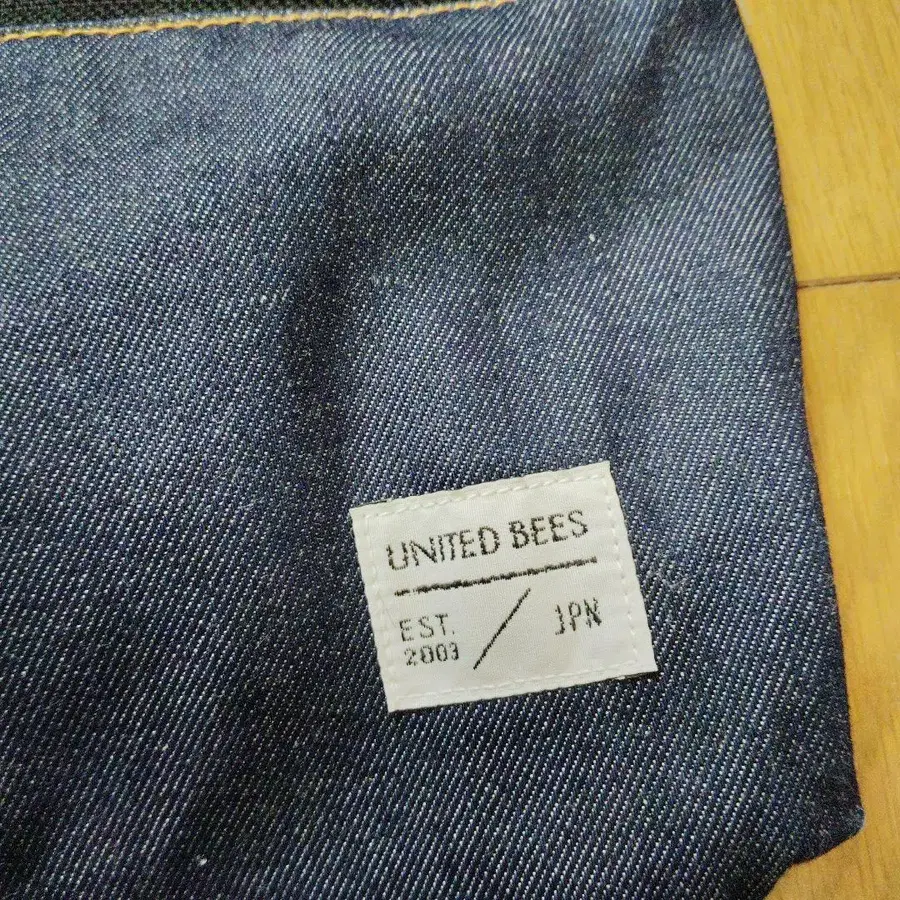 UNITED BEES
EST. / JPN
2003